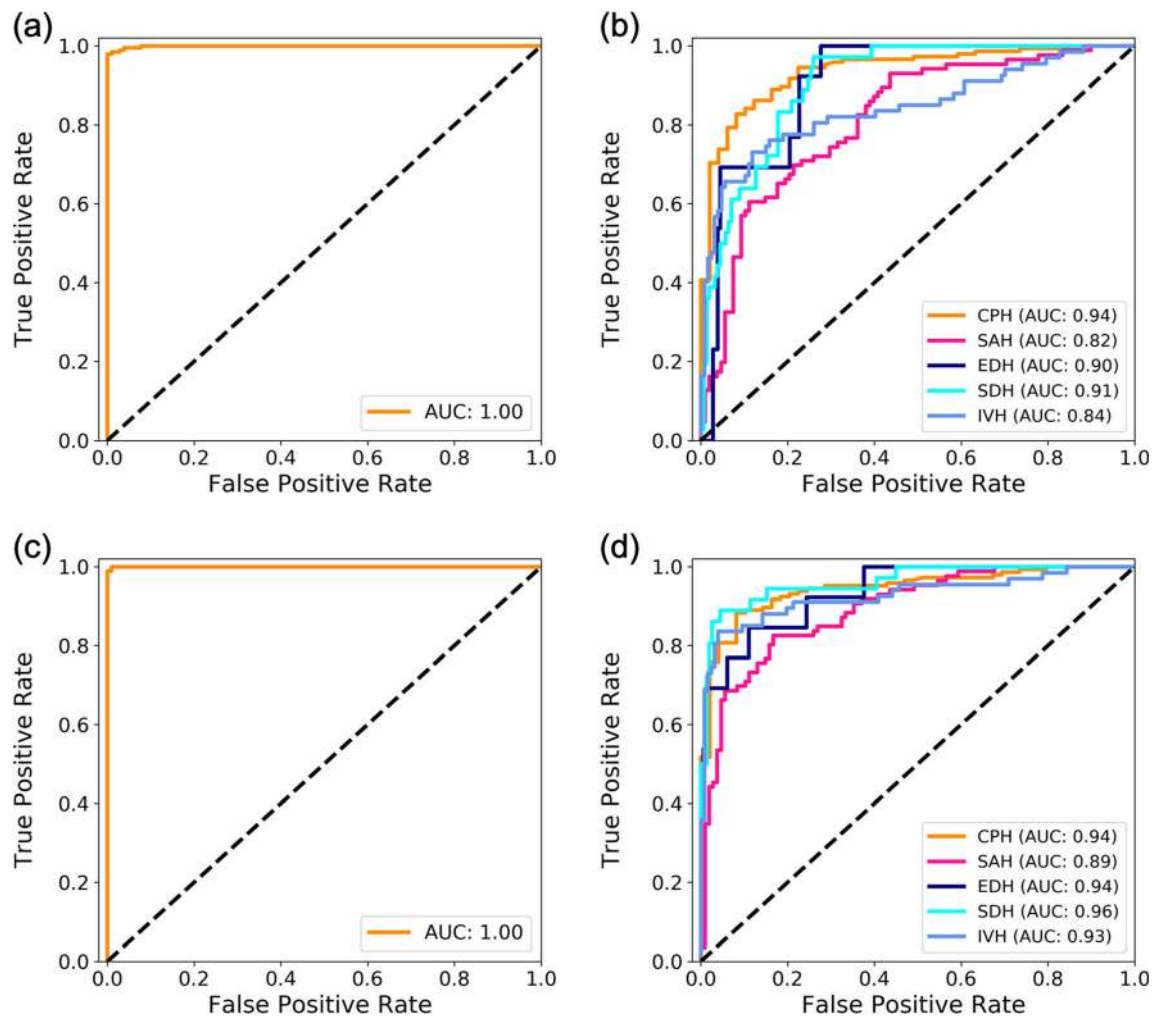 (a)
1.0
0.8
0.6
0.4
0.2
0.0
True Positive Rate
AUC: 1.00
0.0 0.2 0.4 0.6 0.8 1.0
False Positive Rate
(b)
1.0
0.8
0.6
0.4
0.2
0.0
True Positive Rate
CPH (AUC: 0.94)
SAH (AUC: 0.82)
EDH (AUC: 0.90)
SDH (AUC: 0.91)
IVH (AUC: 0.84)
0.0 0.2 0.4 0.6 0.8 1.0
False Positive Rate
(c)
1.0
0.8
0.6
0.4
0.2
0.0
True Positive Rate
AUC: 1.00
0.0 0.2 0.4 0.6 0.8 1.0
False Positive Rate
(d)
1.0
0.8
0.6
0.4
0.2
0.0
True Positive Rate
CPH (AUC: 0.94)
SAH (AUC: 0.89)
EDH (AUC: 0.94)
SDH (AUC: 0.96)
IVH (AUC: 0.93)
0.0 0.2 0.4 0.6 0.8 1.0
False Positive Rate